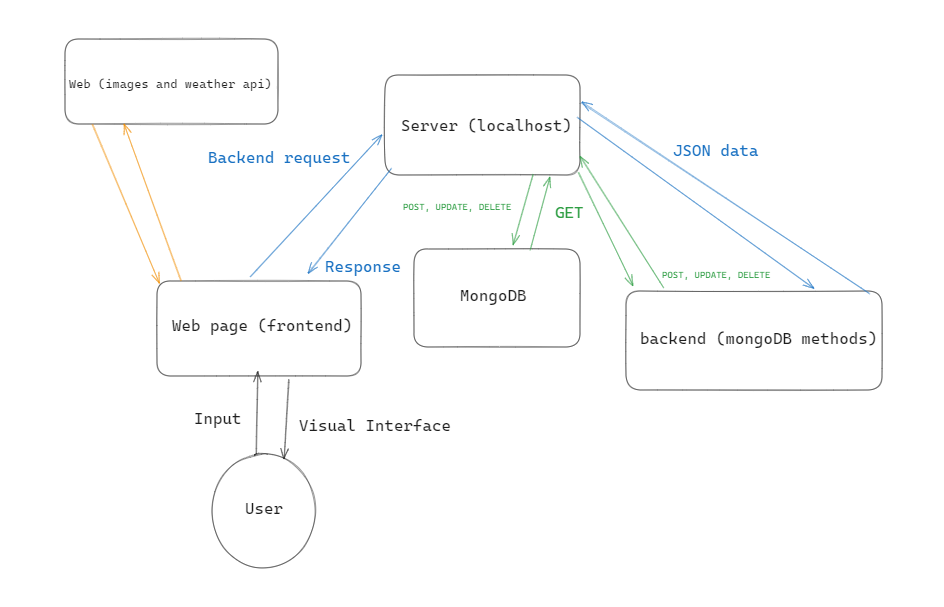 Web (images and weather api)
Server (localhost)
Backend request
JSON data
POST, UPDATE, DELETE
GET
Response
POST, UPDATE, DELETE
MongoDB
Web page (frontend)
backend (mongoDB methods)
Input
Visual Interface
User